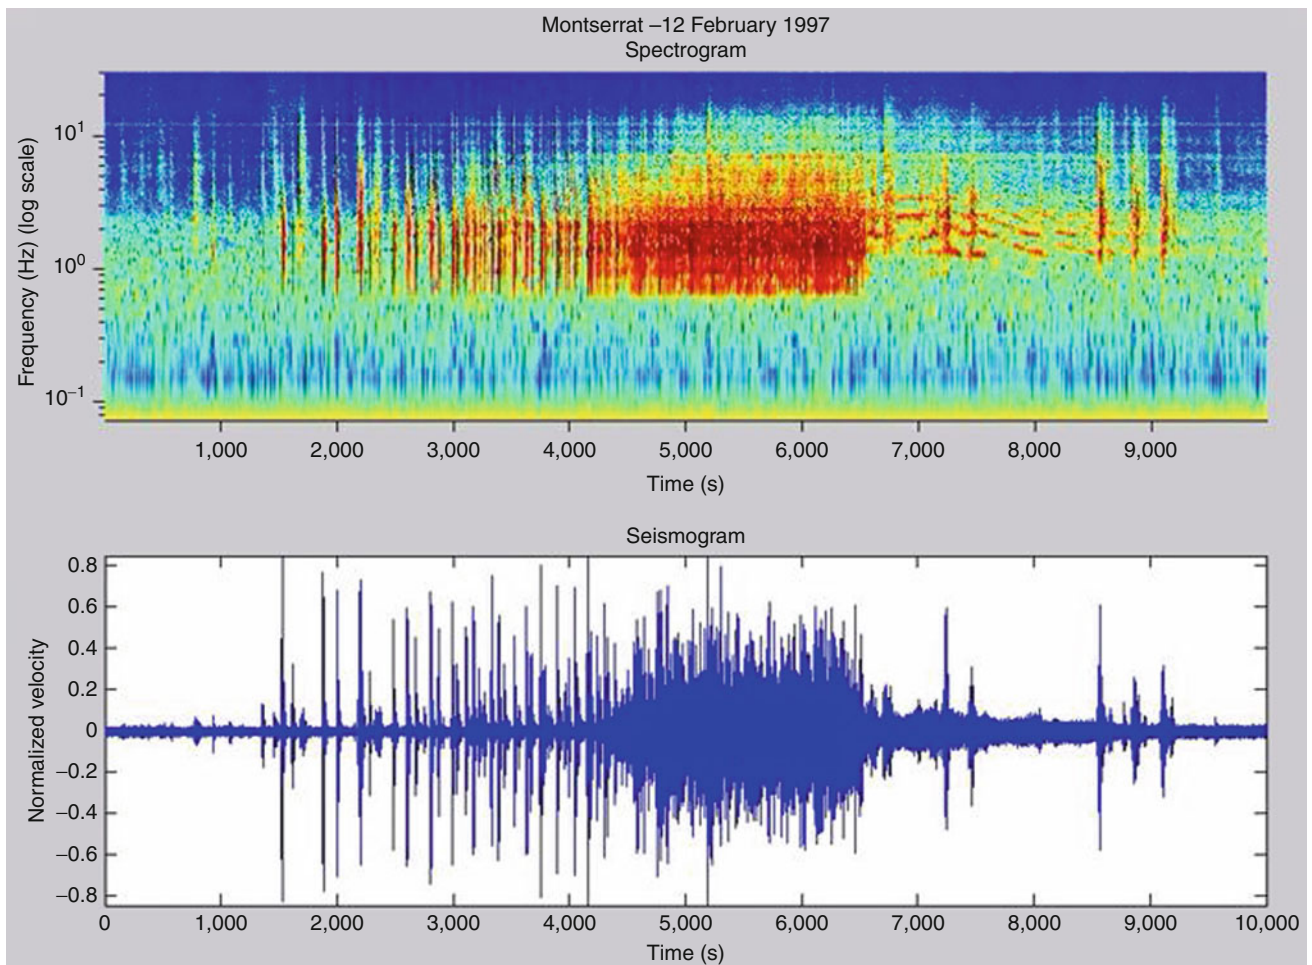 Montserrat –12 February 1997
Spectrogram
Frequency (Hz) (log scale)
10¹
10⁰
10⁻¹
1,000 2,000 3,000 4,000 5,000 6,000 7,000 8,000 9,000
Time (s)
Seismogram
Normalized velocity
0.8
0.6
0.4
0.2
0
–0.2
–0.4
–0.6
–0.8
0 1,000 2,000 3,000 4,000 5,000 6,000 7,000 8,000 9,000 10,000
Time (s)